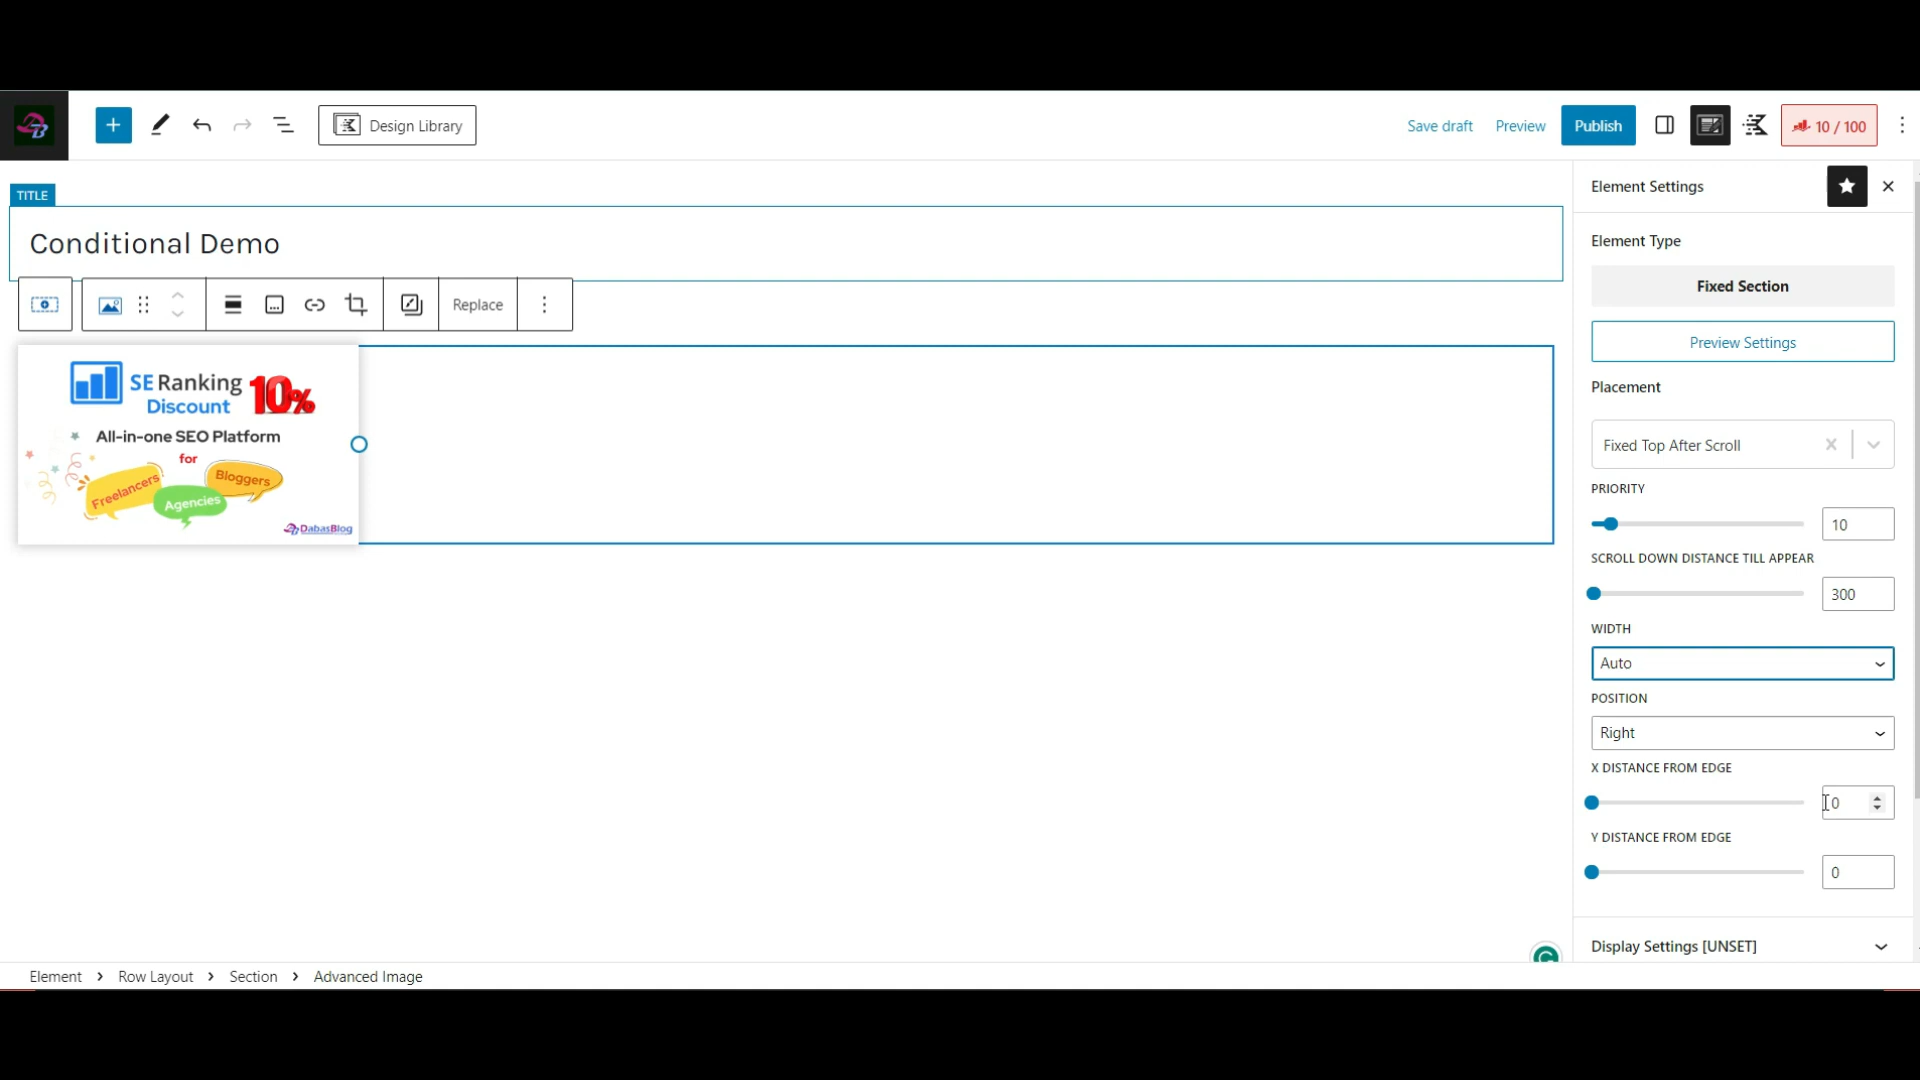 Design Library
Save draft
Preview
Publish
10 / 100
TITLE
Conditional Demo
Replace
SE Ranking
Discount
10%
All-in-one SEO Platform
for
Freelancers
Agencies
Bloggers
DabasBlog
Element Settings
Element Type
Fixed Section
Preview Settings
Placement
Fixed Top After Scroll
PRIORITY
10
SCROLL DOWN DISTANCE TILL APPEAR
300
WIDTH
Auto
POSITION
Right
X DISTANCE FROM EDGE
0
Y DISTANCE FROM EDGE
0
Display Settings [UNSET]
Element > Row Layout > Section > Advanced Image